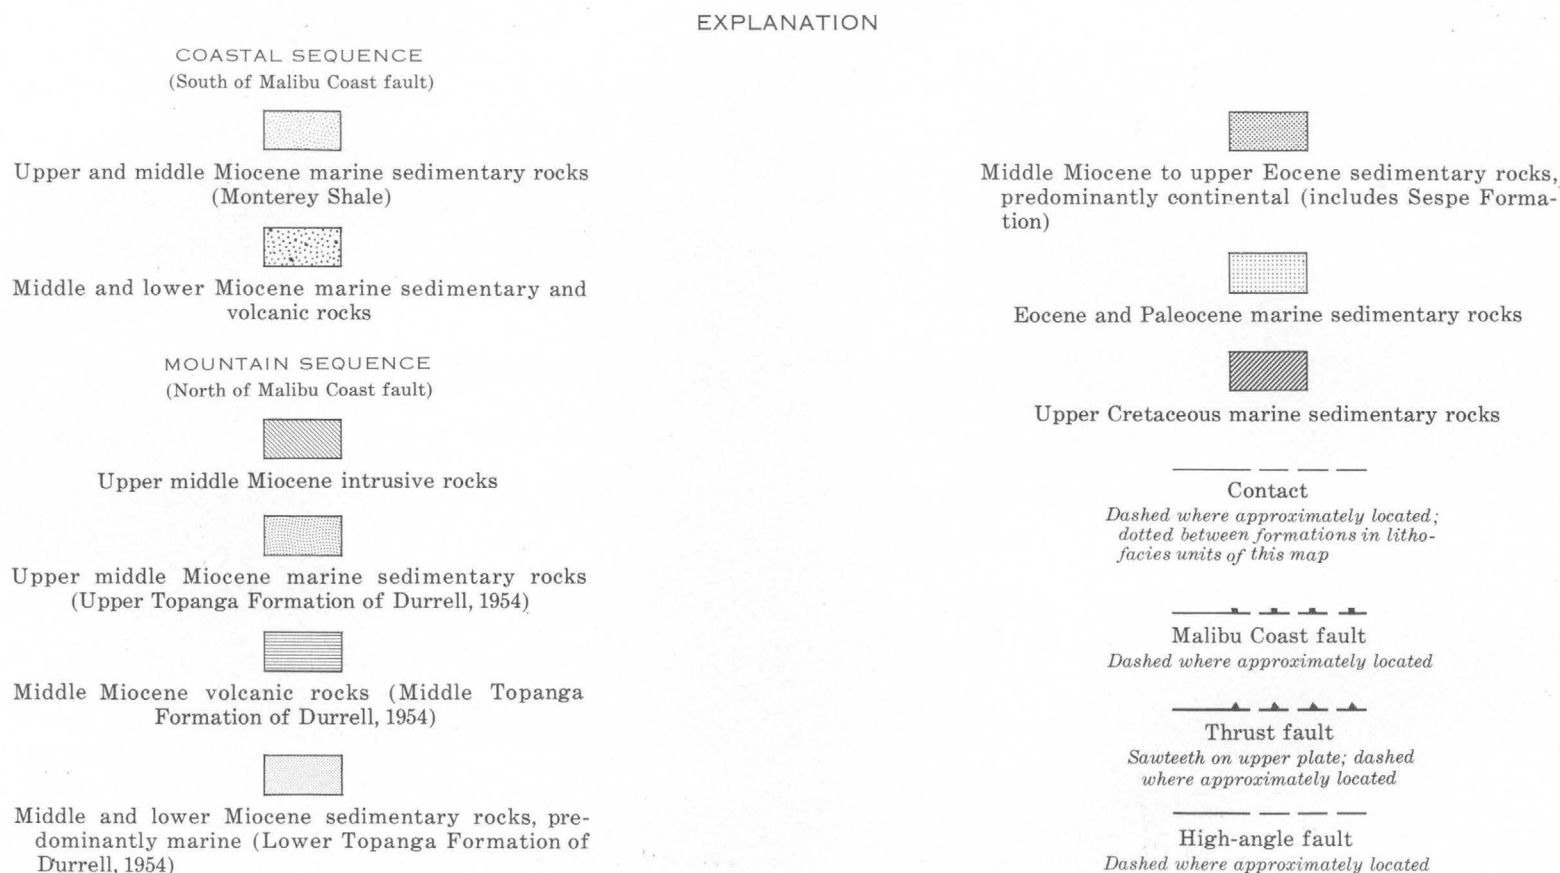 EXPLANATION
COASTAL SEQUENCE
(South of Malibu Coast fault)
Upper and middle Miocene marine sedimentary rocks
(Monterey Shale)
Middle and lower Miocene marine sedimentary and
volcanic rocks
MOUNTAIN SEQUENCE
(North of Malibu Coast fault)
Upper middle Miocene intrusive rocks
Upper middle Miocene marine sedimentary rocks
(Upper Topanga Formation of Durrell, 1954)
Middle Miocene volcanic rocks (Middle Topanga
Formation of Durrell, 1954)
Middle and lower Miocene sedimentary rocks, pre-
dominantly marine (Lower Topanga Formation of
Durrell, 1954)
Middle Miocene to upper Eocene sedimentary rocks,
predominantly continental (includes Sespe Forma-
tion)
Eocene and Paleocene marine sedimentary rocks
Upper Cretaceous marine sedimentary rocks
Contact
Dashed where approximately located;
dotted between formations in litho-
facies units of this map
Malibu Coast fault
Dashed where approximately located
Thrust fault
Sawteeth on upper plate; dashed
where approximately located
High-angle fault
Dashed where approximately located